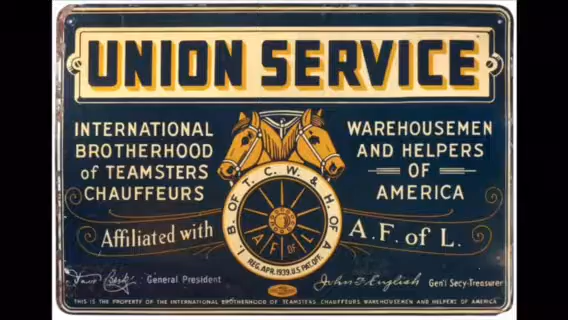 UNION SERVICE
INTERNATIONAL
BROTHERHOOD
of TEAMSTERS
CHAUFFEURS
WAREHOUSEMEN
AND HELPERS
OF
AMERICA
I. B. OF T. C. W. & H. OF A.
A F of L
REG. APR. 1939. U.S. PAT. OFF.
Affiliated with
A.F. of L.
General President
John F English Gen'l Secy-Treasurer
THIS IS THE PROPERTY OF THE INTERNATIONAL BROTHERHOOD OF TEAMSTERS, CHAUFFEURS, WAREHOUSEMEN AND HELPERS OF AMERICA